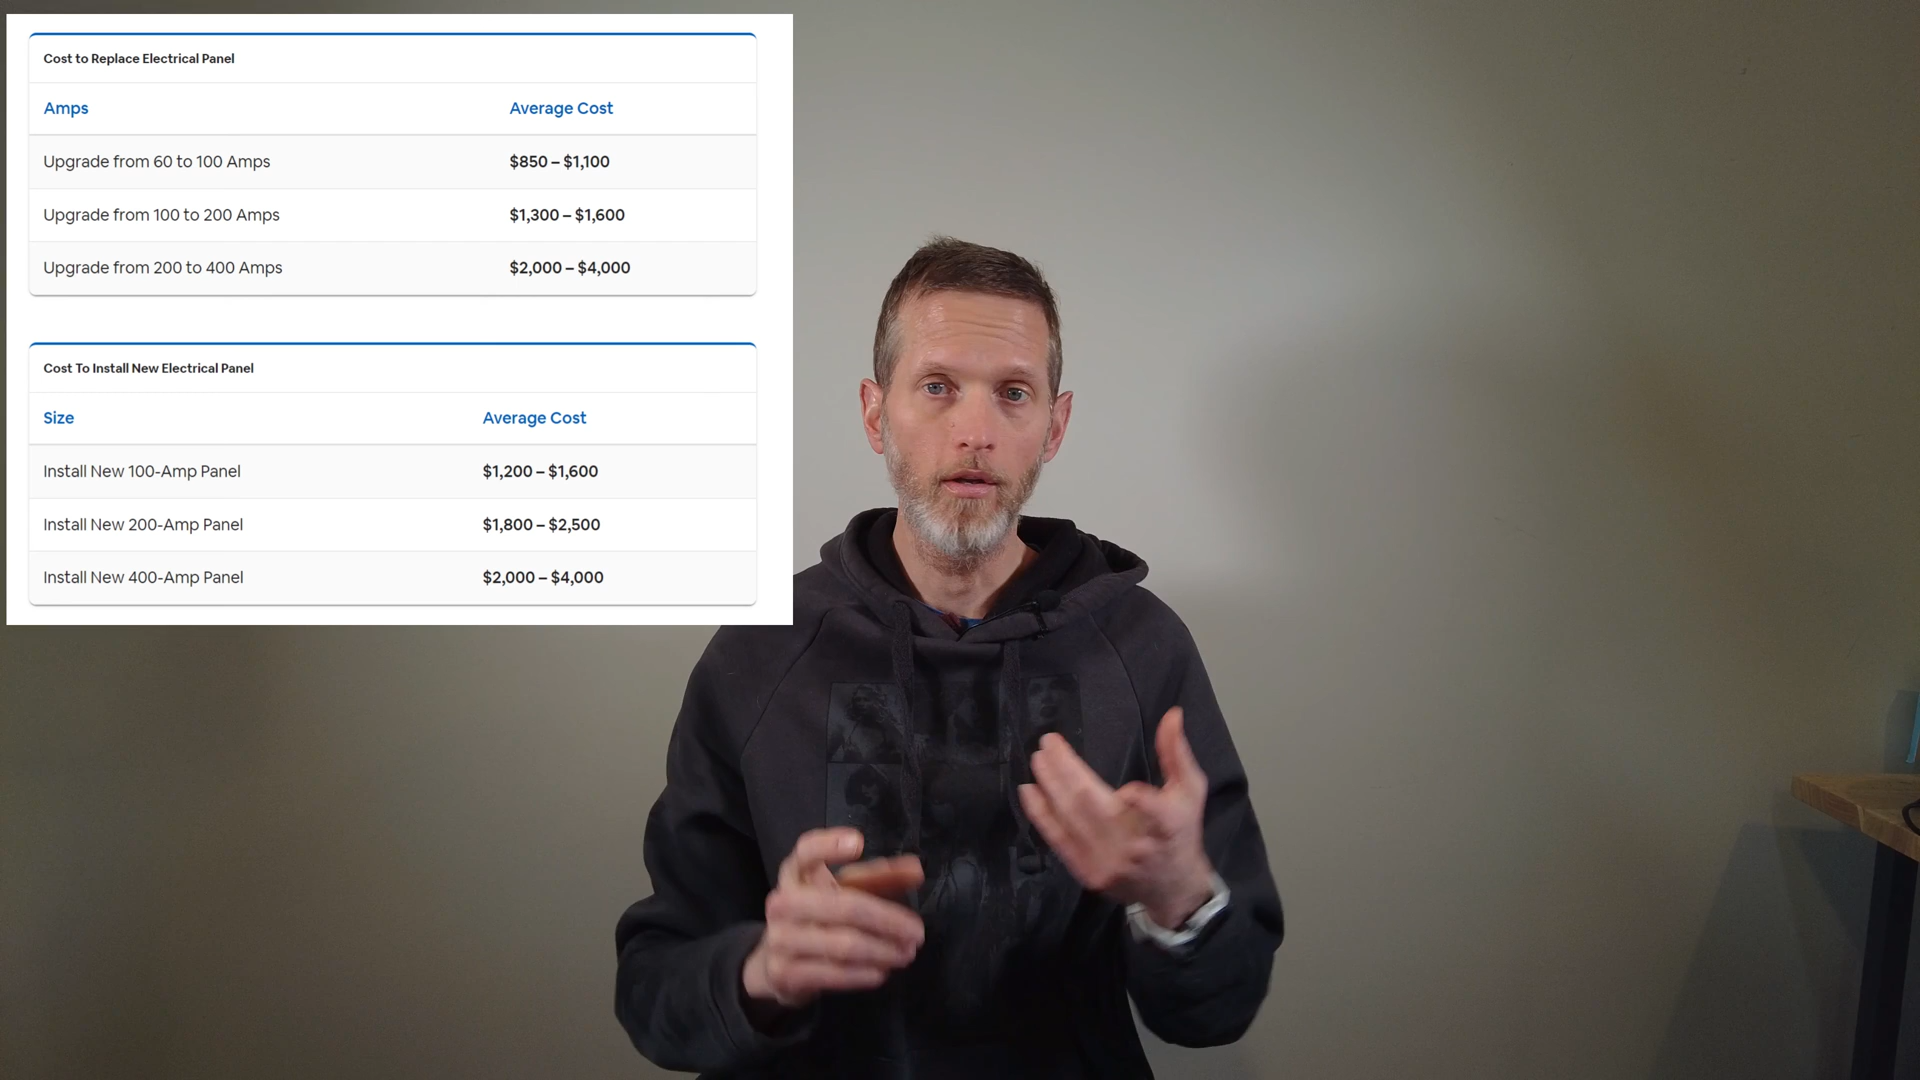 Cost to Replace Electrical Panel
Amps Average Cost
Upgrade from 60 to 100 Amps $850 – $1,100
Upgrade from 100 to 200 Amps $1,300 – $1,600
Upgrade from 200 to 400 Amps $2,000 – $4,000
Cost To Install New Electrical Panel
Size Average Cost
Install New 100-Amp Panel $1,200 – $1,600
Install New 200-Amp Panel $1,800 – $2,500
Install New 400-Amp Panel $2,000 – $4,000